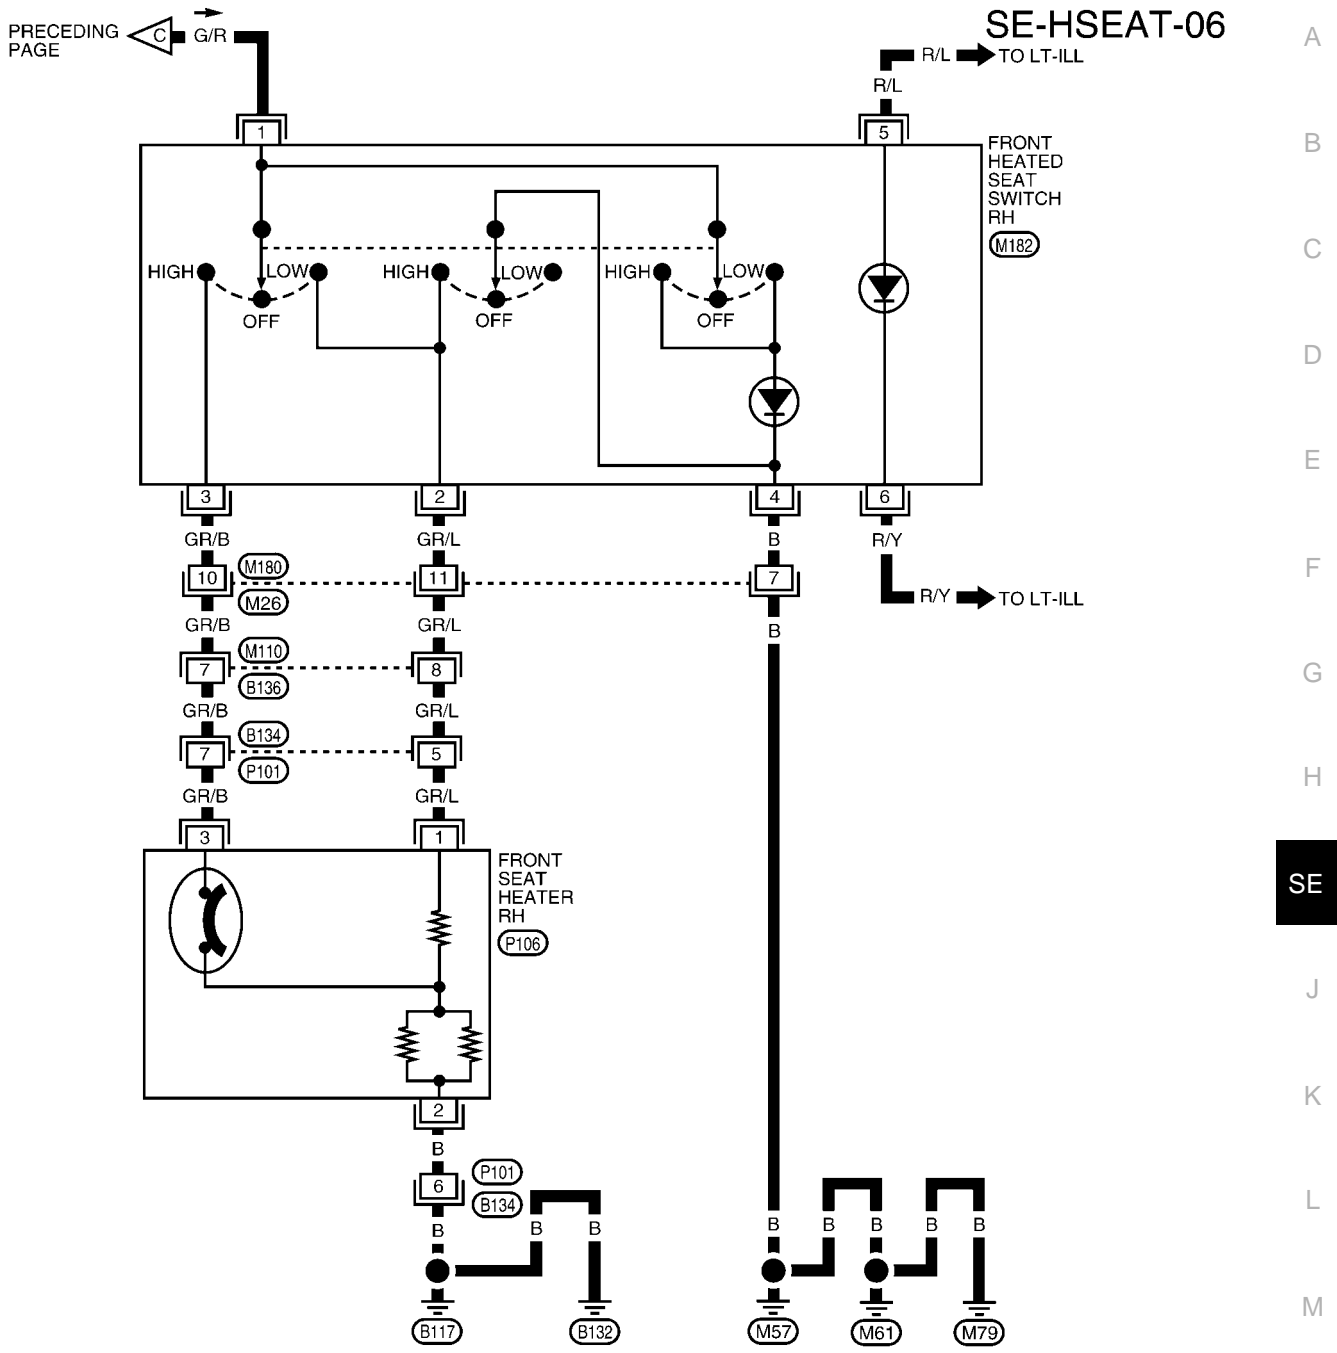 SE-HSEAT-06
A
PRECEDING
PAGE
C
G/R
R/L
TO LT-ILL
R/L
1
5
B
FRONT
HEATED
SEAT
SWITCH
RH
M182
C
HIGH
LOW
OFF
HIGH
LOW
OFF
HIGH
LOW
OFF
D
E
3
2
4
6
GR/B
GR/L
B
R/Y
10
M180
M26
11
7
F
R/Y
TO LT-ILL
GR/B
GR/L
B
7
M110
B136
8
G
GR/B
GR/L
7
B134
P101
5
H
GR/B
GR/L
3
1
FRONT
SEAT
HEATER
RH
P106
SE
J
K
2
B
6
P101
B134
L
B
B
B
B
B
B
B
B
B117
B132
M57
M61
M79
M